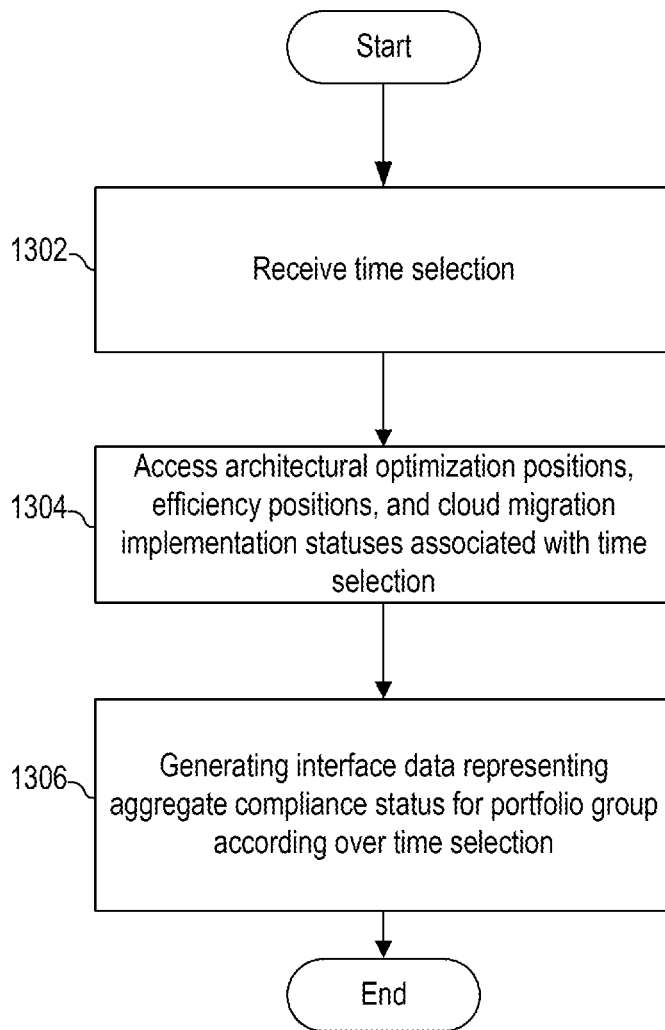 Start
1302
Receive time selection
1304
Access architectural optimization positions,
efficiency positions, and cloud migration
implementation statuses associated with time
selection
1306
Generating interface data representing
aggregate compliance status for portfolio group
according over time selection
End